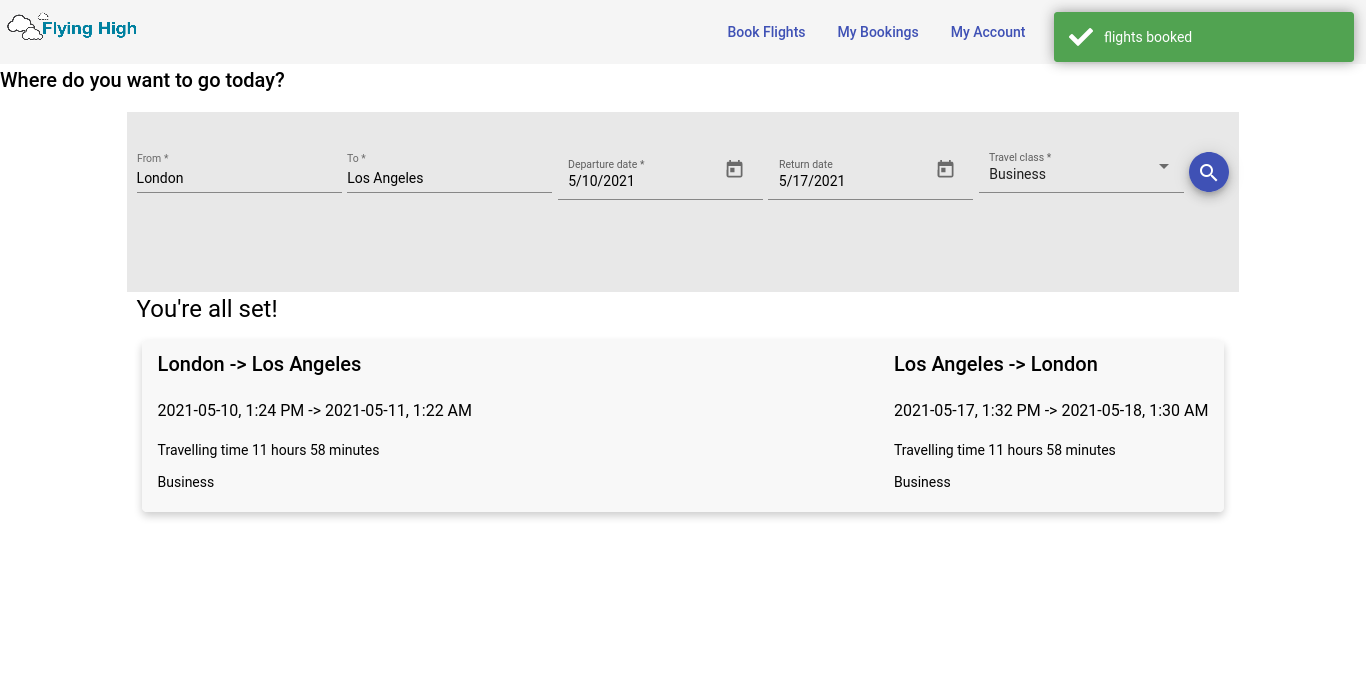 Flying High
Book Flights
My Bookings
My Account
flights booked
Where do you want to go today?
From *
London
To *
Los Angeles
Departure date *
5/10/2021
Return date
5/17/2021
Travel class *
Business
You're all set!
London -> Los Angeles
2021-05-10, 1:24 PM -> 2021-05-11, 1:22 AM
Travelling time 11 hours 58 minutes
Business
Los Angeles -> London
2021-05-17, 1:32 PM -> 2021-05-18, 1:30 AM
Travelling time 11 hours 58 minutes
Business